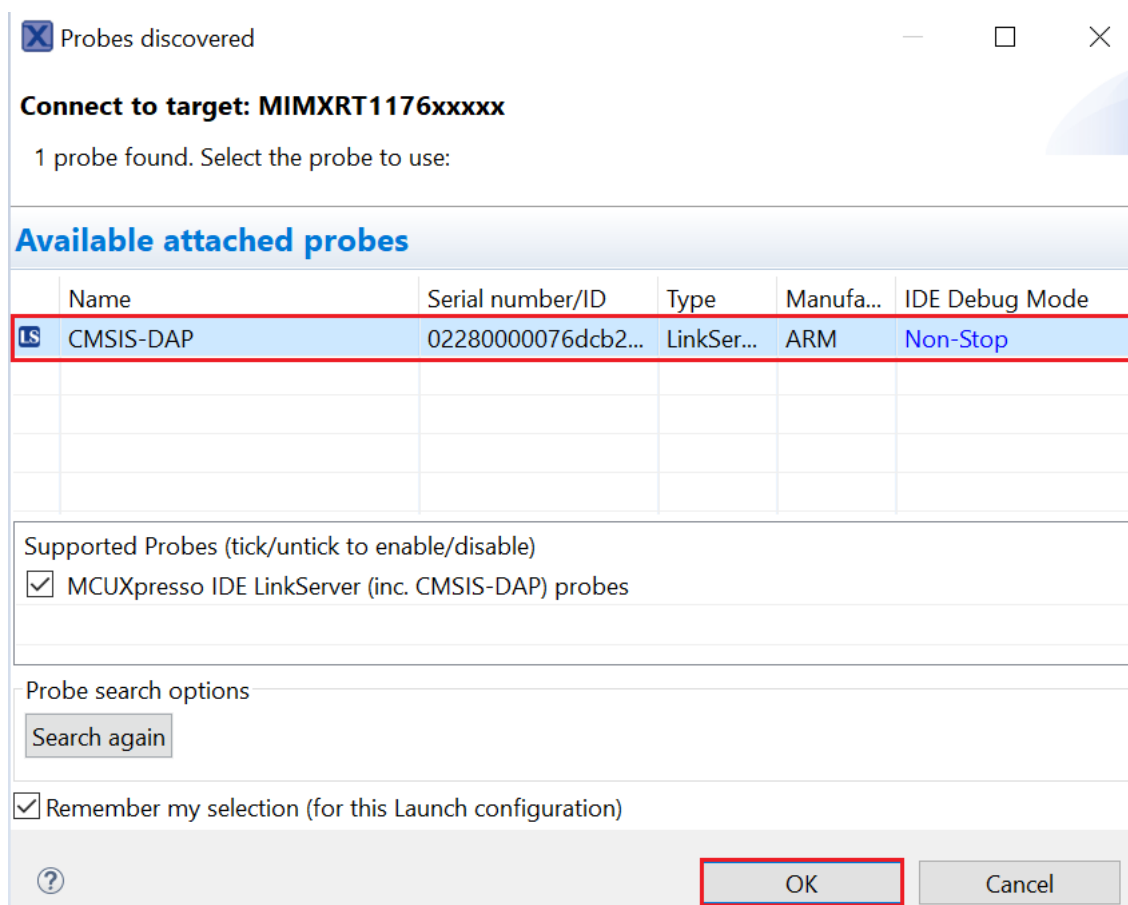 Probes discovered
Connect to target: MIMXRT1176xxxxx
1 probe found. Select the probe to use:
Available attached probes
Name Serial number/ID Type Manufa... IDE Debug Mode
LS CMSIS-DAP 02280000076dcb2... LinkSer... ARM Non-Stop
Supported Probes (tick/untick to enable/disable)
MCUXpresso IDE LinkServer (inc. CMSIS-DAP) probes
Probe search options
Search again
Remember my selection (for this Launch configuration)
? OK Cancel